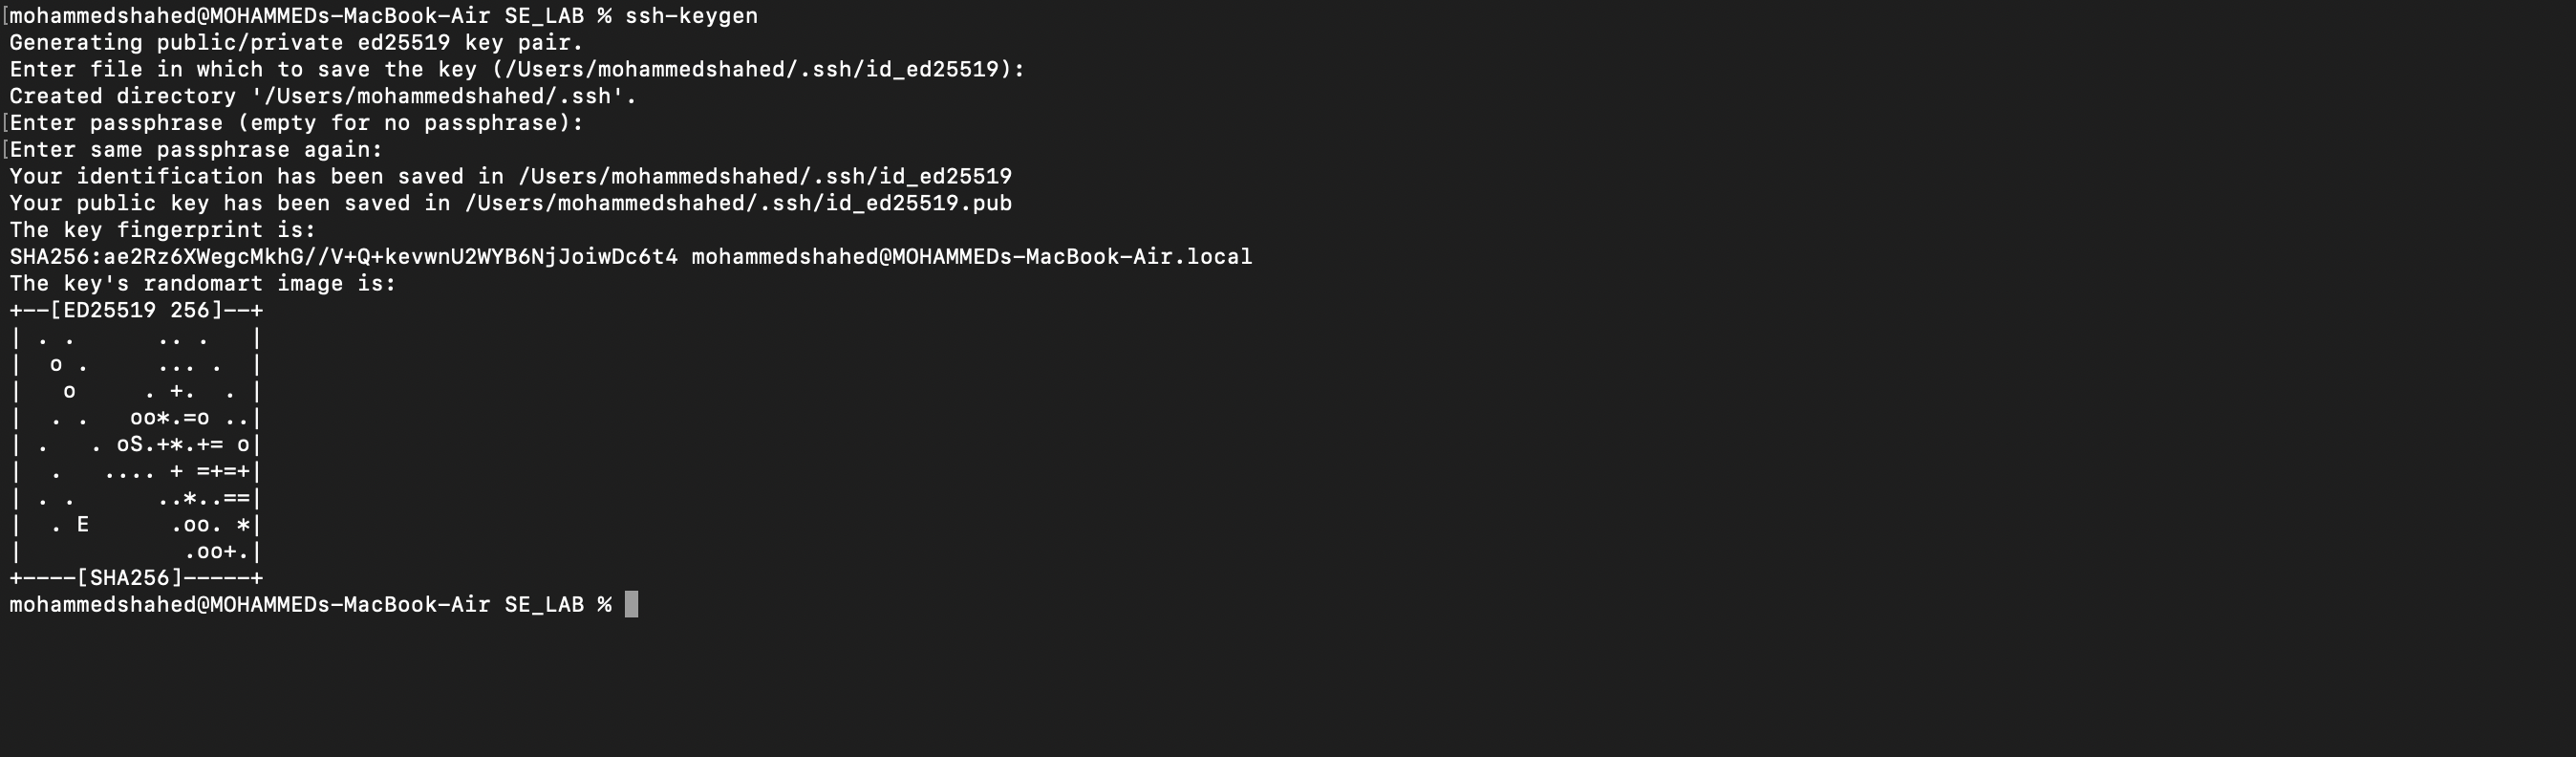 [mohammedshahed@MOHAMMEDs-MacBook-Air SE_LAB % ssh-keygen
Generating public/private ed25519 key pair.
Enter file in which to save the key (/Users/mohammedshahed/.ssh/id_ed25519):
Created directory '/Users/mohammedshahed/.ssh'.
[Enter passphrase (empty for no passphrase):
[Enter same passphrase again:
Your identification has been saved in /Users/mohammedshahed/.ssh/id_ed25519
Your public key has been saved in /Users/mohammedshahed/.ssh/id_ed25519.pub
The key fingerprint is:
SHA256:ae2Rz6XWegcMkhG//V+Q+kevwnU2WYB6NjJoiwDc6t4 mohammedshahed@MOHAMMEDs-MacBook-Air.local
The key's randomart image is:
+--[ED25519 256]--+
| . .      .. .   |
|  o .     ... .  |
|   o     . +.  . |
|  . .   oo*.=o ..|
| .   . oS.+*.+= o|
|  .   .... + =+=+|
| . .      ..*..==|
|  . E      .oo. *|
|            .oo+.|
+----[SHA256]-----+
mohammedshahed@MOHAMMEDs-MacBook-Air SE_LAB %